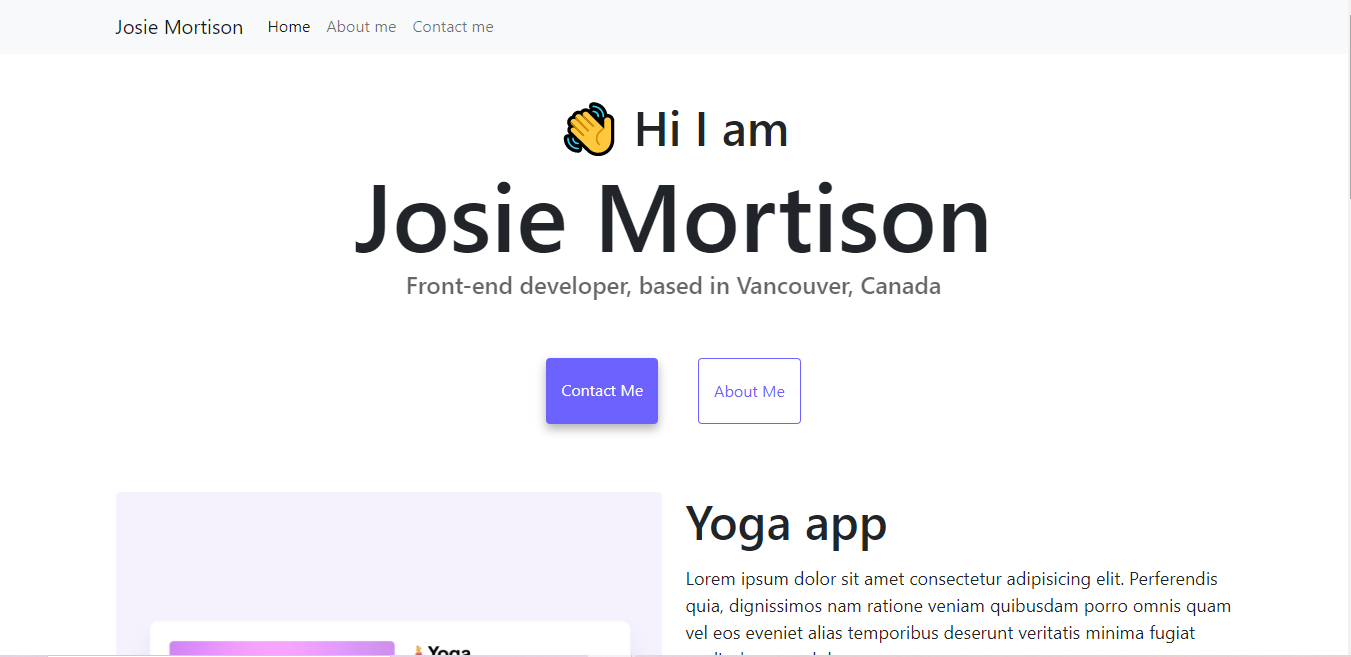 Josie Mortison Home About me Contact me
👋 Hi I am
Josie Mortison
Front-end developer, based in Vancouver, Canada
Contact Me About Me
Yoga app
Lorem ipsum dolor sit amet consectetur adipisicing elit. Perferendis
quia, dignissimos nam ratione veniam quibusdam porro omnis quam
vel eos eveniet alias temporibus deserunt veritatis minima fugiat
Yoga